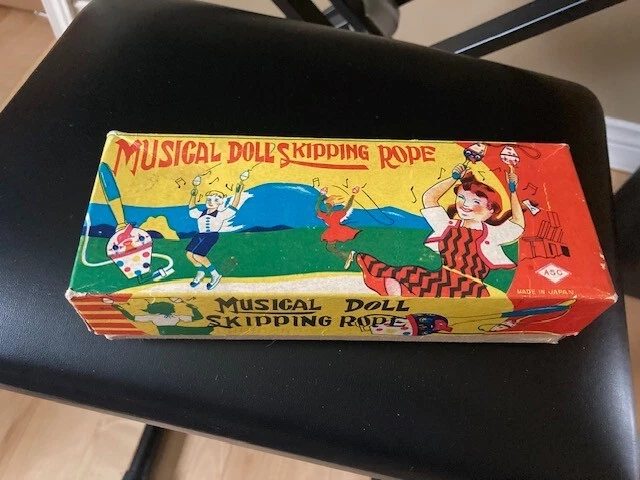 MUSICAL DOLL SKIPPING ROPE
ASC
MADE IN JAPAN
MUSICAL DOLL
SKIPPING ROPE